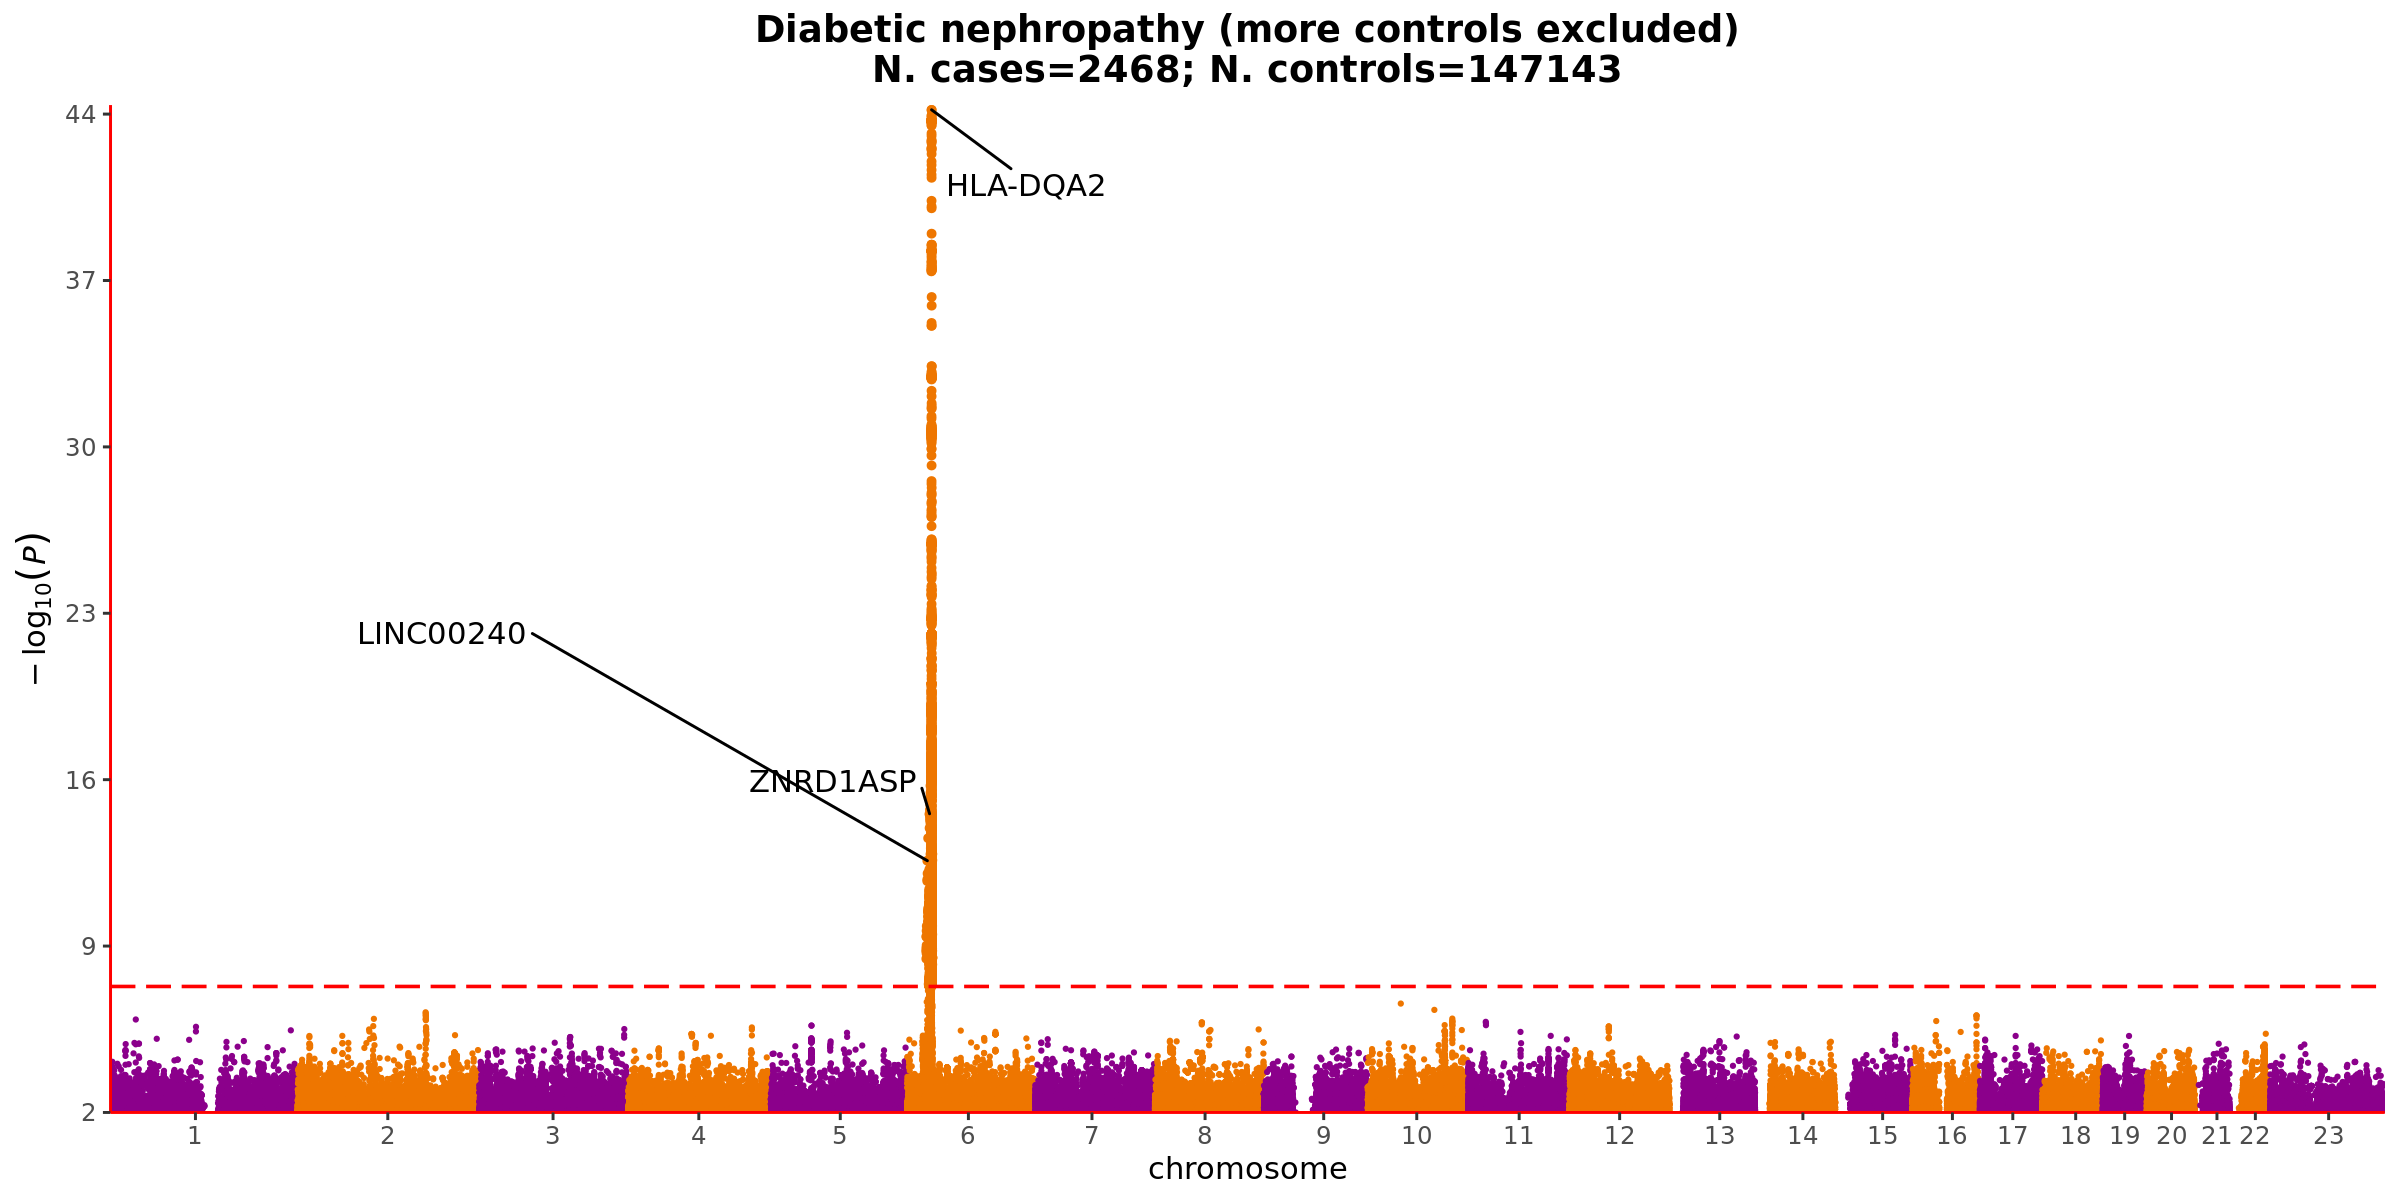 Diabetic nephropathy (more controls excluded)
N. cases=2468; N. controls=147143
44
HLA-DQA2
37
30
− log10(P)
23
LINC00240
16
ZNRD1ASP
9
2
1 2 3 4 5 6 7 8 9 10 11 12 13 14 15 16 17 18 19 20 21 22 23
chromosome